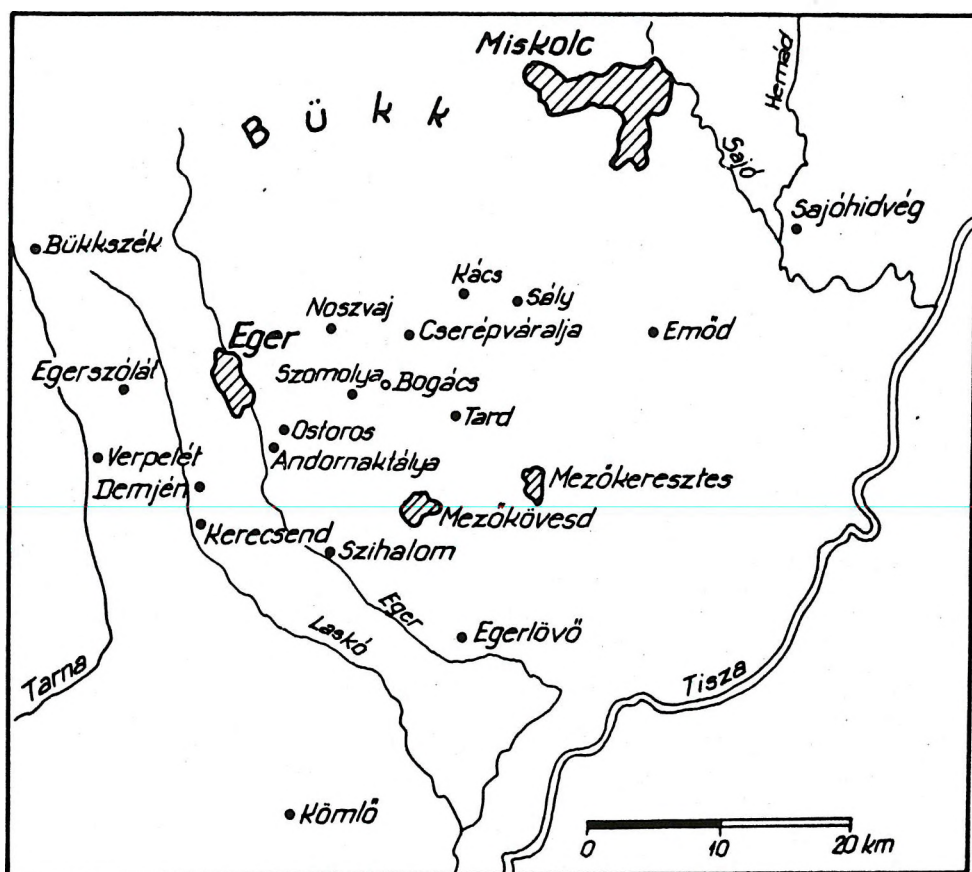 Miskolc
Hernád
Bükk
Sajó
Sajóhidvég
Bükkszék
Kács
Sály
Noszvaj
Cserépváralja
Emőd
Eger
Egerszólát
Szomolya
Bogács
Tard
Ostoros
Andornaktálya
Verpelét
Demjén
Mezőkeresztes
Mezőkövesd
Kerecsend
Szihalom
Eger
Laskó
Egerlövő
Tarna
Tisza
Kömlő
0 10 20 km